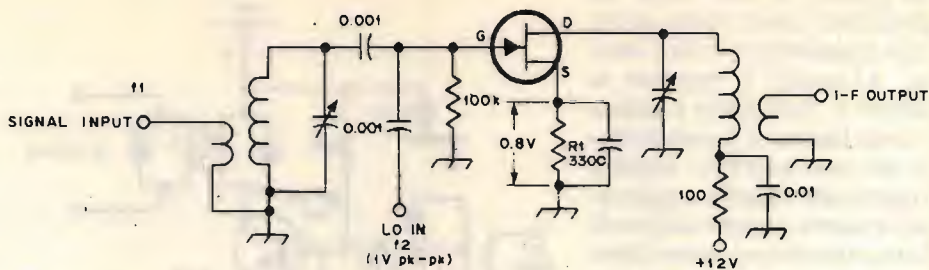 0.001
G
D
S
f1
SIGNAL INPUT
0.001
100k
0.8V
R1
3300
I-F OUTPUT
100
0.01
LO IN
f2
(1V pk-pk)
+12V